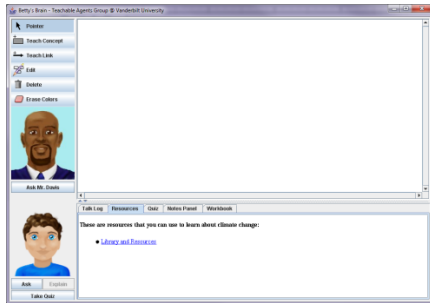 Betty's Brain - Teachable Agents Group @ Vanderbilt University
Pointer
Teach Concept
Teach Link
Edit
Delete
Erase Colors
Ask Mr. Davis
Talk Log Resources Quiz Notes Panel Workbook
These are resources that you can use to learn about climate change:
Library and Resources
Ask Explain
Take Quiz